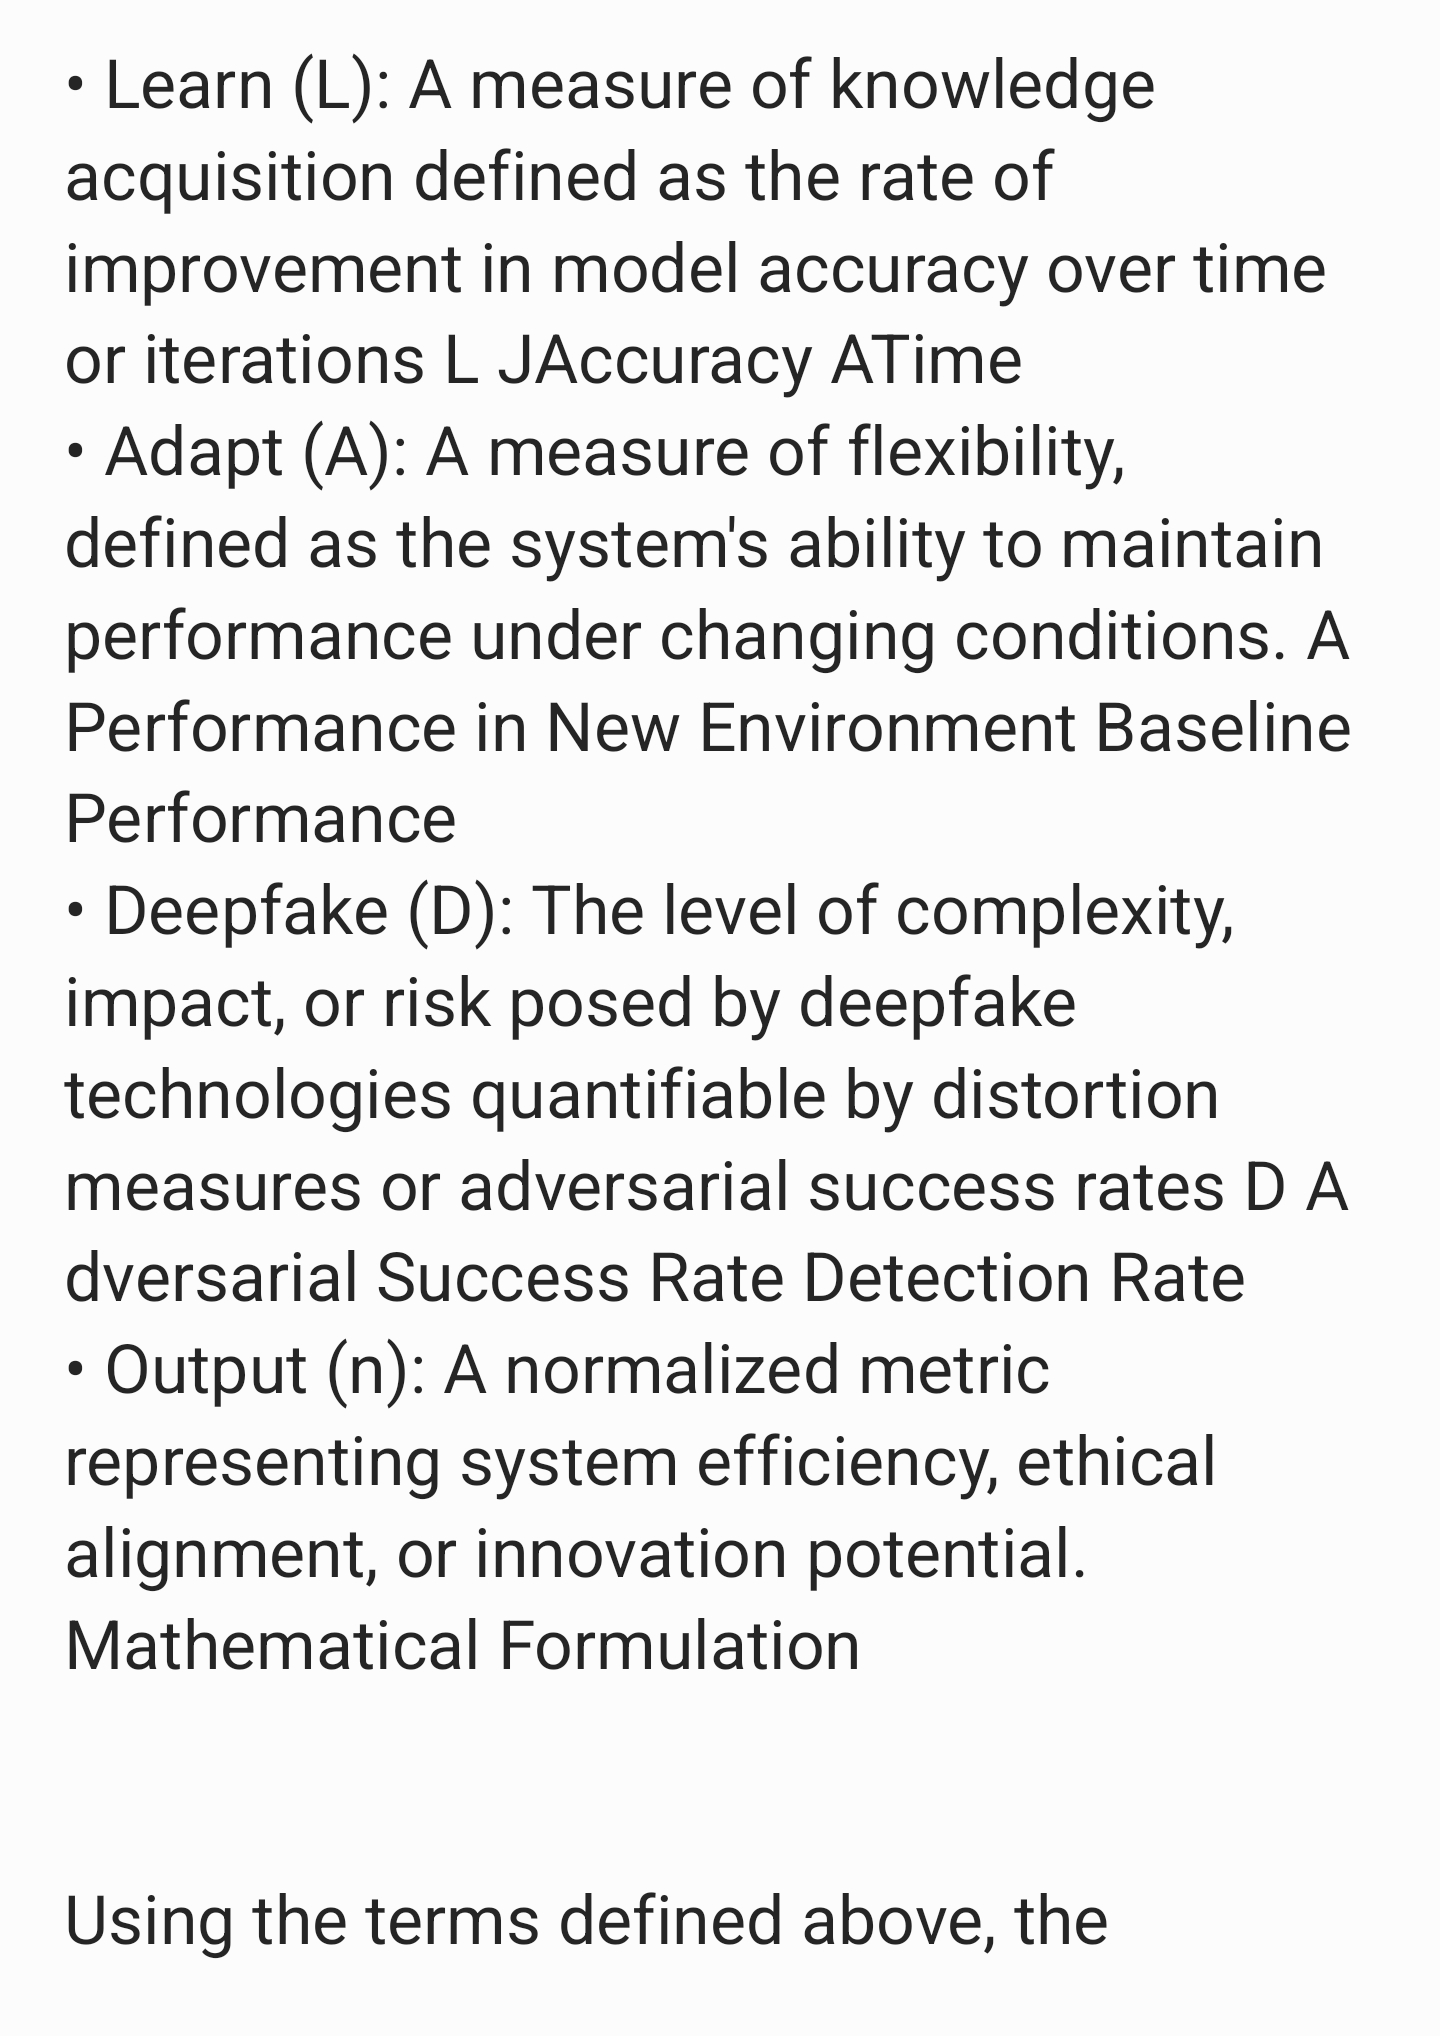 • Learn (L): A measure of knowledge
acquisition defined as the rate of
improvement in model accuracy over time
or iterations L JAccuracy ATime
• Adapt (A): A measure of flexibility,
defined as the system's ability to maintain
performance under changing conditions. A
Performance in New Environment Baseline
Performance
• Deepfake (D): The level of complexity,
impact, or risk posed by deepfake
technologies quantifiable by distortion
measures or adversarial success rates D A
dversarial Success Rate Detection Rate
• Output (n): A normalized metric
representing system efficiency, ethical
alignment, or innovation potential.
Mathematical Formulation
Using the terms defined above, the